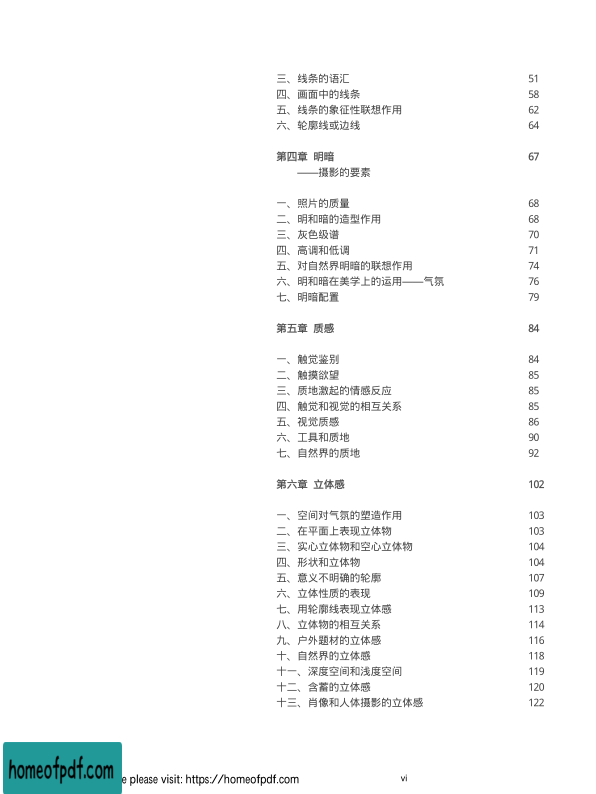 三、线条的语汇 51
四、画面中的线条 58
五、线条的象征性联想作用 62
六、轮廓线或边线 64
第四章 明暗 67
——摄影的要素
一、照片的质量 68
二、明和暗的造型作用 68
三、灰色级谱 70
四、高调和低调 71
五、对自然界明暗的联想作用 74
六、明和暗在美学上的运用——气氛 76
七、明暗配置 79
第五章 质感 84
一、触觉鉴别 84
二、触摸欲望 85
三、质地激起的情感反应 85
四、触觉和视觉的相互关系 85
五、视觉质感 86
六、工具和质地 90
七、自然界的质地 92
第六章 立体感 102
一、空间对气氛的塑造作用 103
二、在平面上表现立体物 103
三、实心立体物和空心立体物 104
四、形状和立体物 104
五、意义不明确的轮廓 107
六、立体性质的表现 109
七、用轮廓线表现立体感 113
八、立体物的相互关系 114
九、户外题材的立体感 116
十、自然界的立体感 118
十一、深度空间和浅度空间 119
十二、含蓄的立体感 120
十三、肖像和人体摄影的立体感 122
homeofpdf.com
e please visit: https://homeofpdf.com
vi